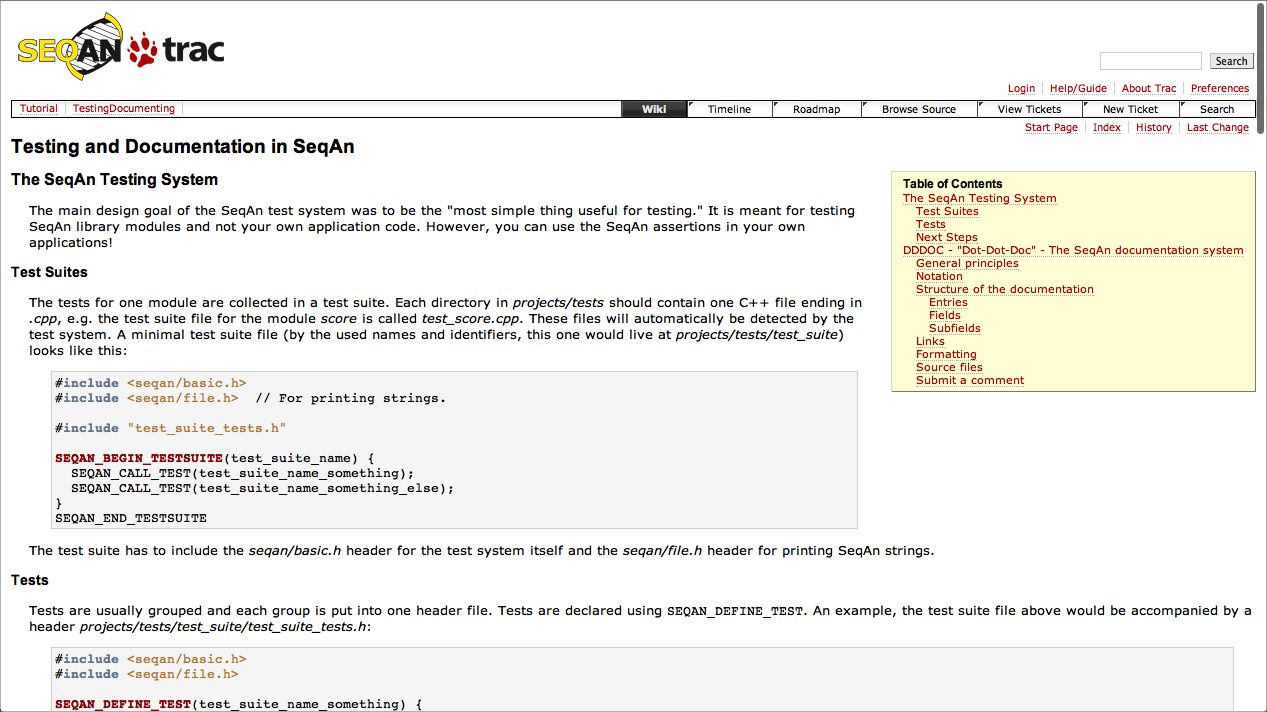 SEQAN trac
Search
Login Help/Guide About Trac Preferences
Tutorial TestingDocumenting Wiki Timeline Roadmap Browse Source View Tickets New Ticket Search
Start Page Index History Last Change
Testing and Documentation in SeqAn
The SeqAn Testing System
The main design goal of the SeqAn test system was to be the "most simple thing useful for testing." It is meant for testing
SeqAn library modules and not your own application code. However, you can use the SeqAn assertions in your own
applications!
Test Suites
The tests for one module are collected in a test suite. Each directory in projects/tests should contain one C++ file ending in
.cpp, e.g. the test suite file for the module score is called test_score.cpp. These files will automatically be detected by the
test system. A minimal test suite file (by the used names and identifiers, this one would live at projects/tests/test_suite)
looks like this:
#include <seqan/basic.h>
#include <seqan/file.h>  // For printing strings.
#include "test_suite_tests.h"
SEQAN_BEGIN_TESTSUITE(test_suite_name) {
SEQAN_CALL_TEST(test_suite_name_something);
SEQAN_CALL_TEST(test_suite_name_something_else);
}
SEQAN_END_TESTSUITE
Table of Contents
The SeqAn Testing System
Test Suites
Tests
Next Steps
DDDOC - "Dot-Dot-Doc" - The SeqAn documentation system
General principles
Notation
Structure of the documentation
Entries
Fields
Subfields
Links
Formatting
Source files
Submit a comment
The test suite has to include the seqan/basic.h header for the test system itself and the seqan/file.h header for printing SeqAn strings.
Tests
Tests are usually grouped and each group is put into one header file. Tests are declared using SEQAN_DEFINE_TEST. An example, the test suite file above would be accompanied by a
header projects/tests/test_suite/test_suite_tests.h:
#include <seqan/basic.h>
#include <seqan/file.h>
SEQAN_DEFINE_TEST(test_suite_name_something) {